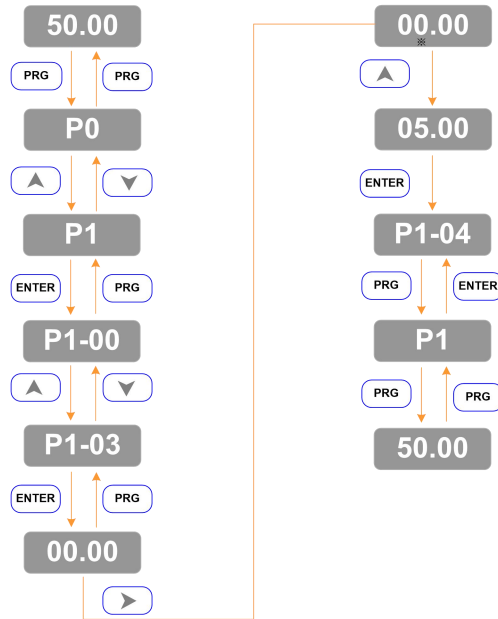 50.00
PRG PRG
P0
P1
ENTER PRG
P1-00
P1-03
ENTER PRG
00.00
00.00
※
05.00
ENTER
P1-04
PRG ENTER
P1
PRG PRG
50.00